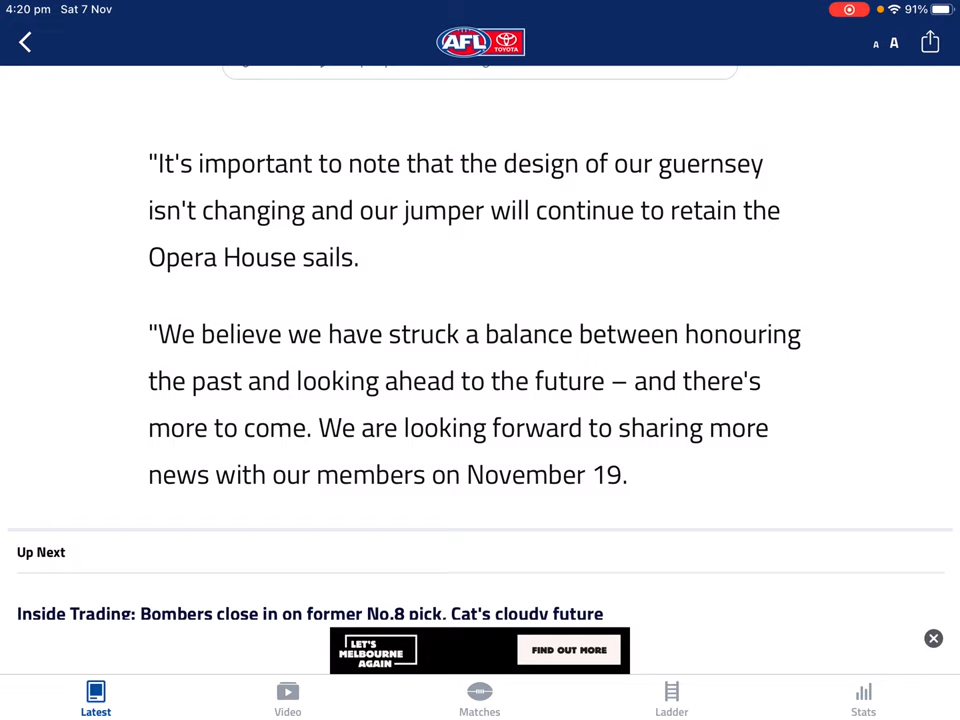 4:20 pm Sat 7 Nov
91%
AFL TOYOTA
A A
"It's important to note that the design of our guernsey
isn't changing and our jumper will continue to retain the
Opera House sails.
"We believe we have struck a balance between honouring
the past and looking ahead to the future – and there's
more to come. We are looking forward to sharing more
news with our members on November 19.
Up Next
Inside Trading: Bombers close in on former No.8 pick, Cat's cloudy future
LET'S
MELBOURNE
AGAIN
FIND OUT MORE
Latest Video Matches Ladder Stats